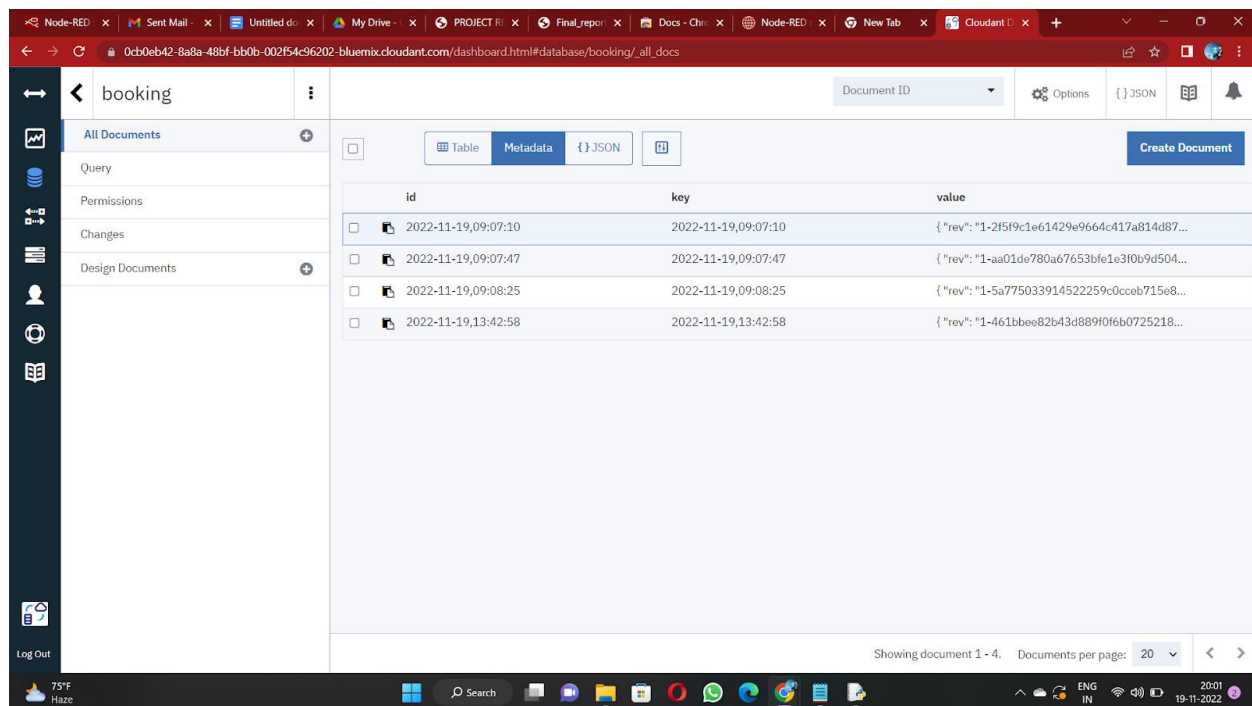 Node-RED : Sent Mail - Untitled do My Drive - PROJECT R Final_report Docs - Chr Node-RED New Tab Cloudant D
0cb0eb42-8a8a-48bf-bb0b-002f54c96202-bluemix.cloudant.com/dashboard.html#database/booking/_all_docs
booking Document ID Options { } JSON
All Documents Table Metadata { } JSON Create Document
Query
Permissions
Changes
Design Documents
id key value
2022-11-19,09:07:10 2022-11-19,09:07:10 { "rev": "1-2f5f9c1e61429e9664c417a814d87...
2022-11-19,09:07:47 2022-11-19,09:07:47 { "rev": "1-aa01de780a67653bfe1e3f0b9d504...
2022-11-19,09:08:25 2022-11-19,09:08:25 { "rev": "1-5a775033914522259c0cceb715e8...
2022-11-19,13:42:58 2022-11-19,13:42:58 { "rev": "1-461bbee82b43d889f0f6b0725218...
Log Out Showing document 1 - 4. Documents per page: 20
75°F
Haze
Search
ENG
IN
20:01
19-11-2022
2